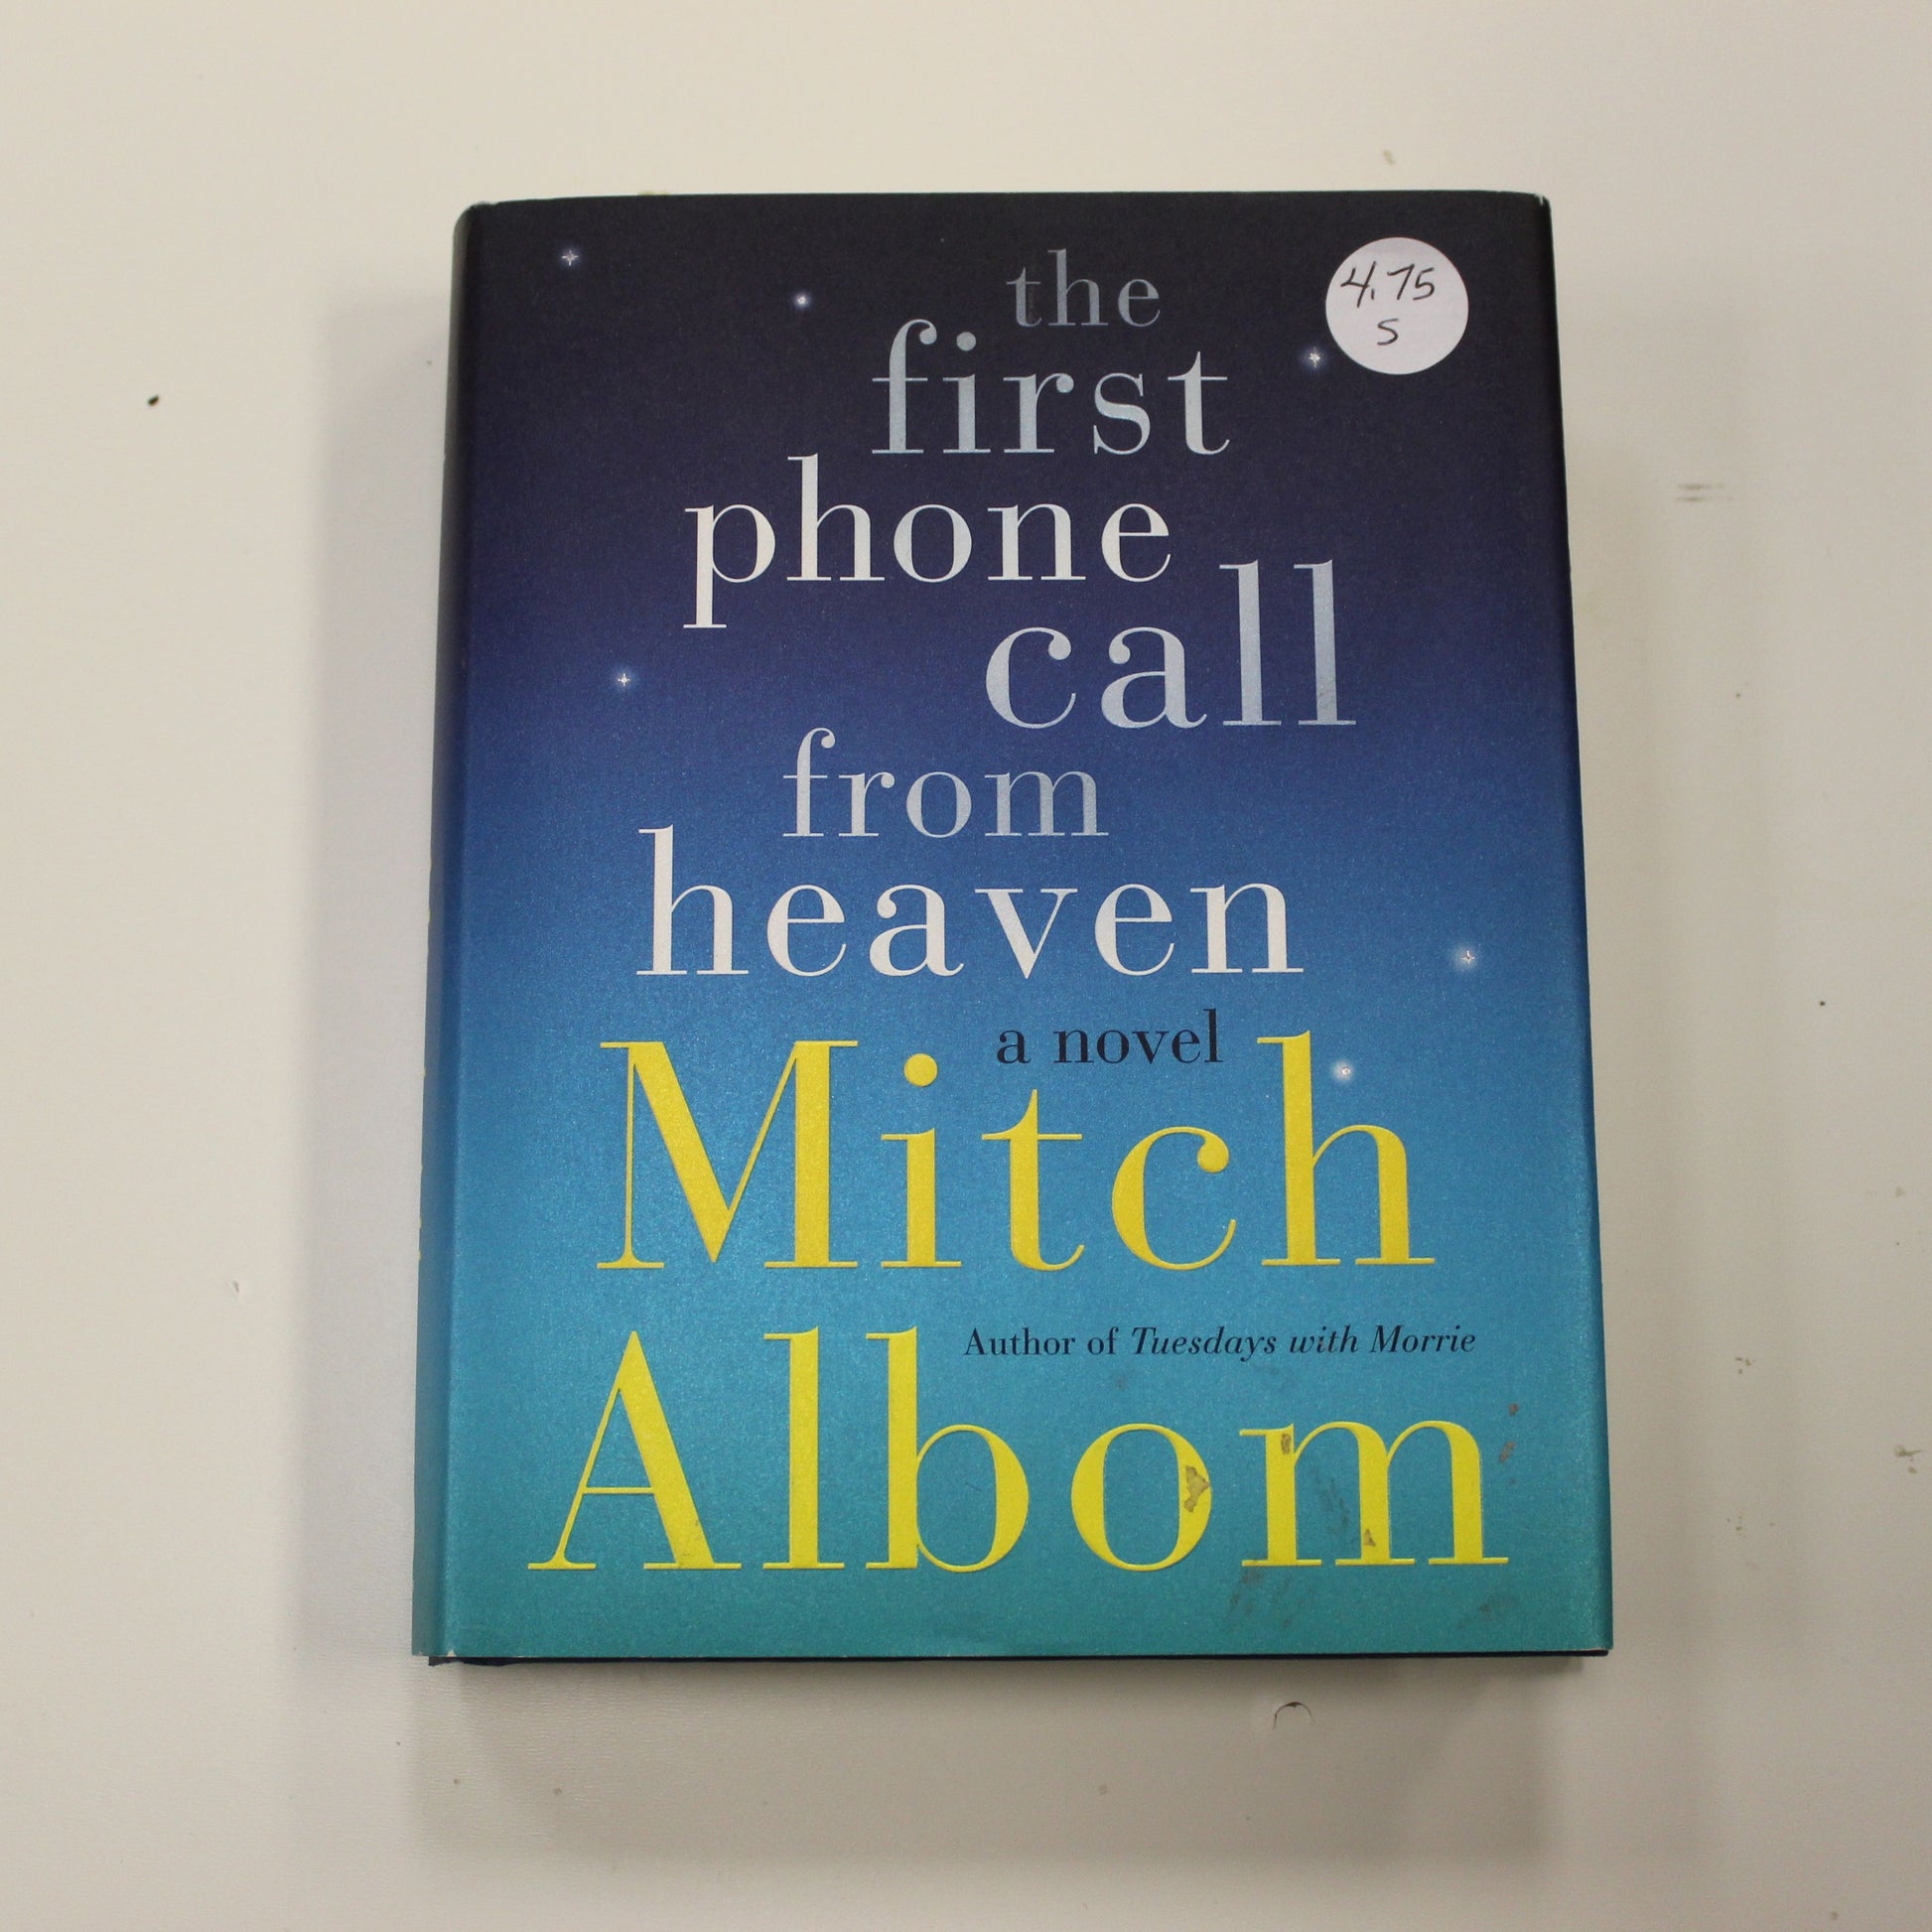 4.75
S
the
first
phone
call
from
heaven
a novel
Mitch
Author of Tuesdays with Morrie
Albom